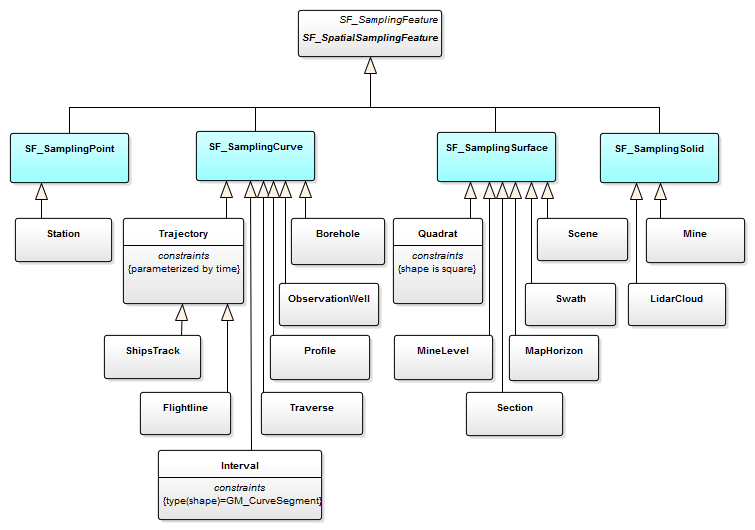 SF_SamplingFeature
SF_SpatialSamplingFeature
SF_SamplingPoint
SF_SamplingCurve
SF_SamplingSurface
SF_SamplingSolid
Station
Trajectory
constraints
{parameterized by time}
Borehole
Quadrat
constraints
{shape is square}
Scene
Mine
ObservationWell
Swath
LidarCloud
ShipsTrack
Profile
MineLevel
MapHorizon
Flightline
Traverse
Section
Interval
constraints
{type(shape)=GM_CurveSegment}